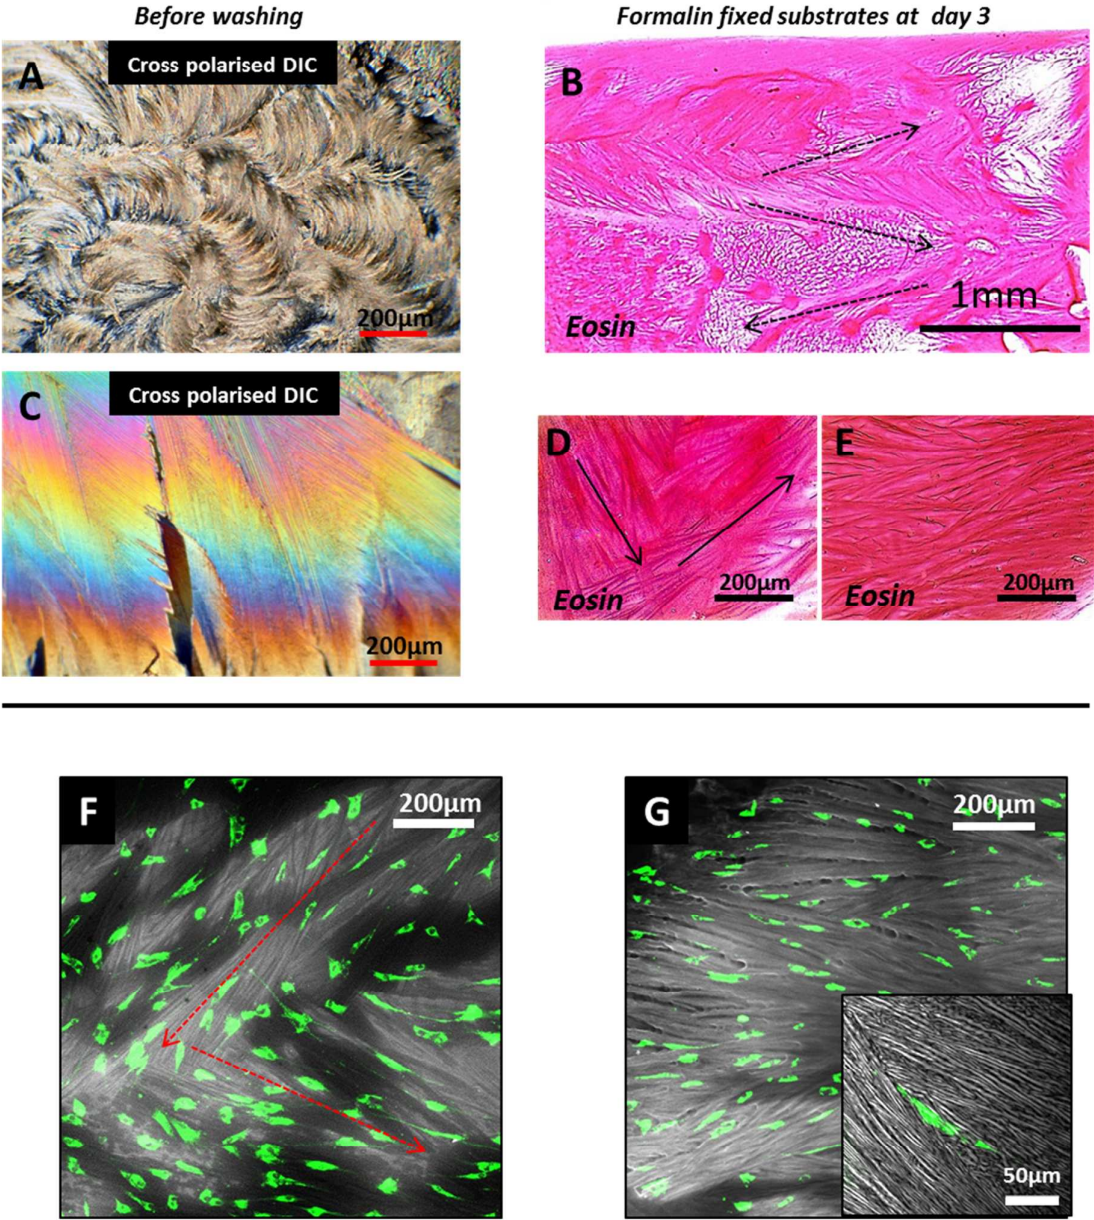 Before washing
Formalin fixed substrates at day 3
A
Cross polarised DIC
200µm
B
1mm
Eosin
C
Cross polarised DIC
200µm
D
Eosin
200µm
E
Eosin
200µm
F
200µm
G
200µm
50µm